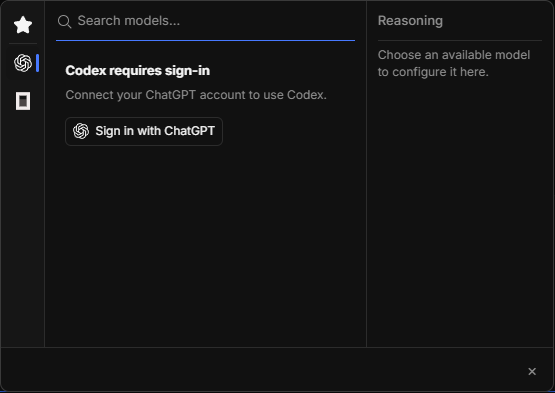 Search models...
Reasoning
Codex requires sign-in
Connect your ChatGPT account to use Codex.
Sign in with ChatGPT
Choose an available model
to configure it here.